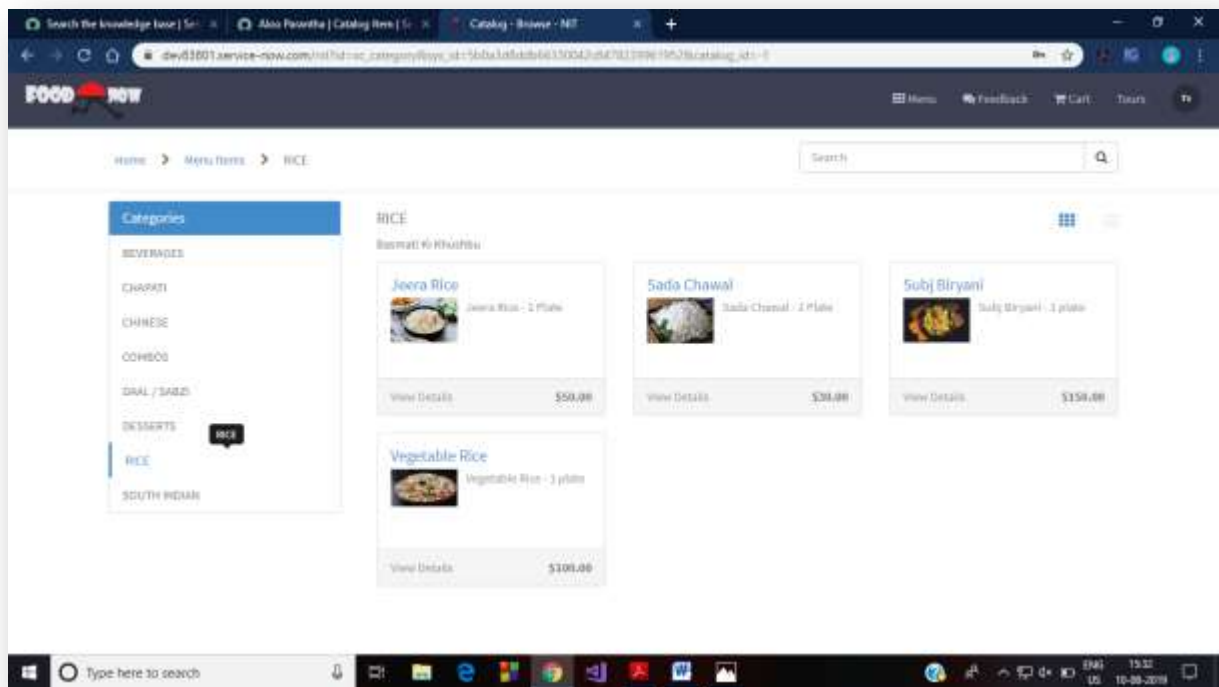 Search the knowledge base | Ser
Aloo Parantha | Catalog Item | Se
Catalog - Browse - NIT
FOOD NOW
Menu
Feedback
Cart
Tours
Home > Menu Items > RICE
Search
Categories
BEVERAGES
CHAPATI
CHINESE
COMBOS
DAAL / SABZI
DESSERTS
RICE
RICE
SOUTH INDIAN
RICE
Basmati Ki Khushbu
Jeera Rice
Jeera Rice - 1 Plate
View Details $50.00
Sada Chawal
Sada Chawal - 1 Plate
View Details $30.00
Subj Biryani
Subj Biryani - 1 plate
View Details $150.00
Vegetable Rice
Vegetable Rice - 1 plate
View Details $100.00
Type here to search
ENG
US
15:32
10-08-2019